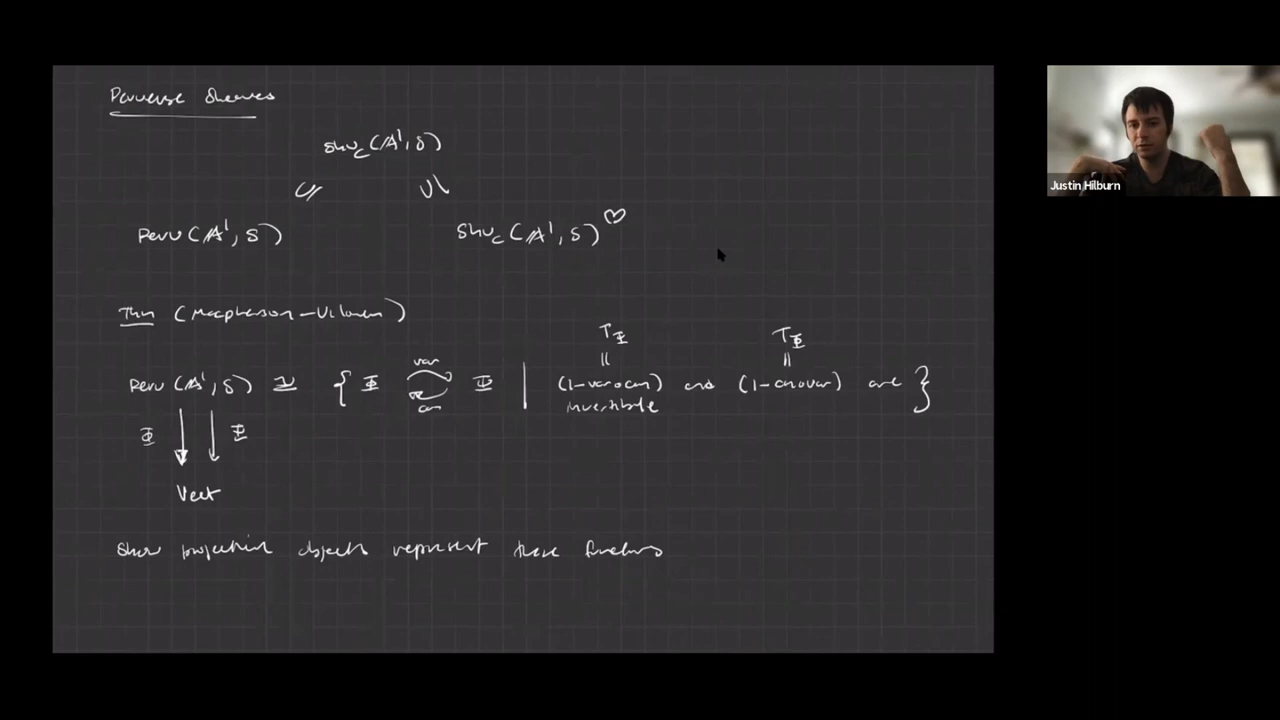 Perverse Sheaves
Shv_c(A¹, S)
Perv(A¹, S) Shv_c(A¹, S)^♡
Thm (Macpherson-Vilonen)
T_Φ T_Φ
var || ||
Perv(A¹, S) ≃ { Φ ⇄ Ψ | (1-var∘can) and (1-can∘var) are }
can invertible
Φ ↓ ↓ Ψ
Vect
Show projective objects represent these functors
Justin Hilburn